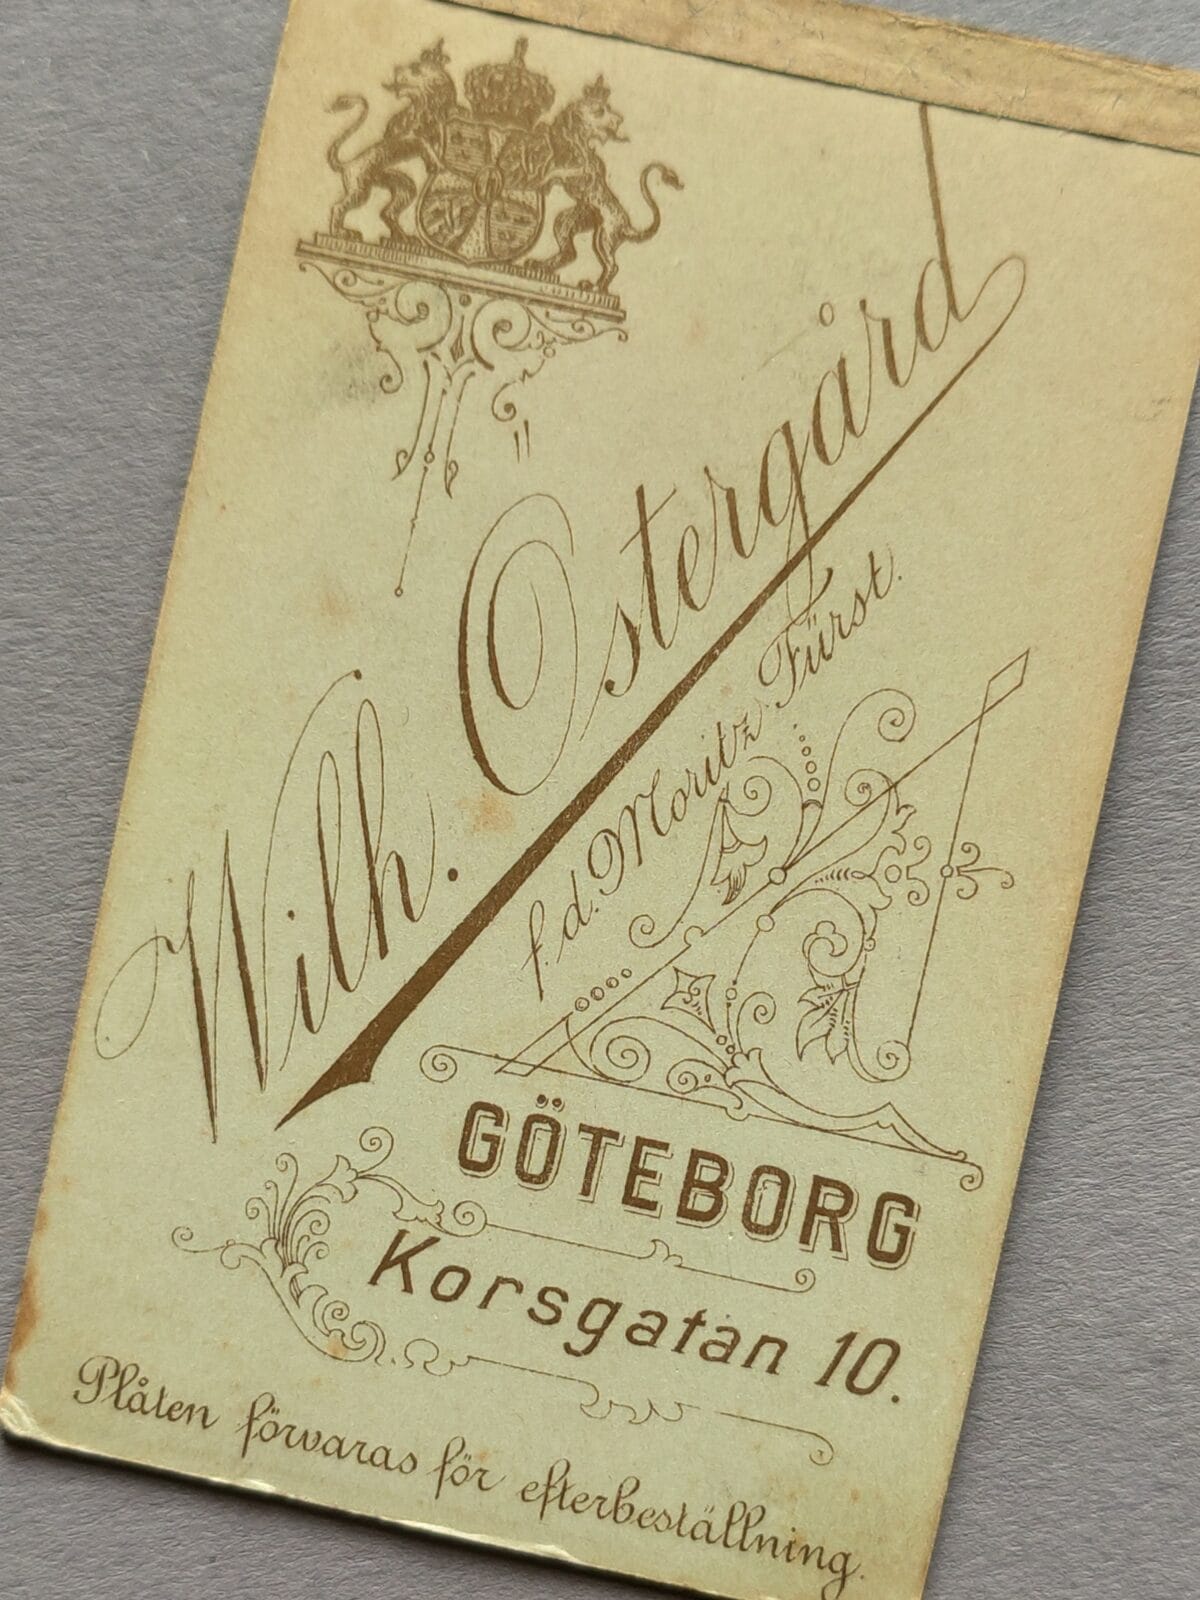 Wilh. Östergård
f. d. Moritz Fürst.
GÖTEBORG
Korsgatan 10.
Plåten förvaras för efterbeställning.